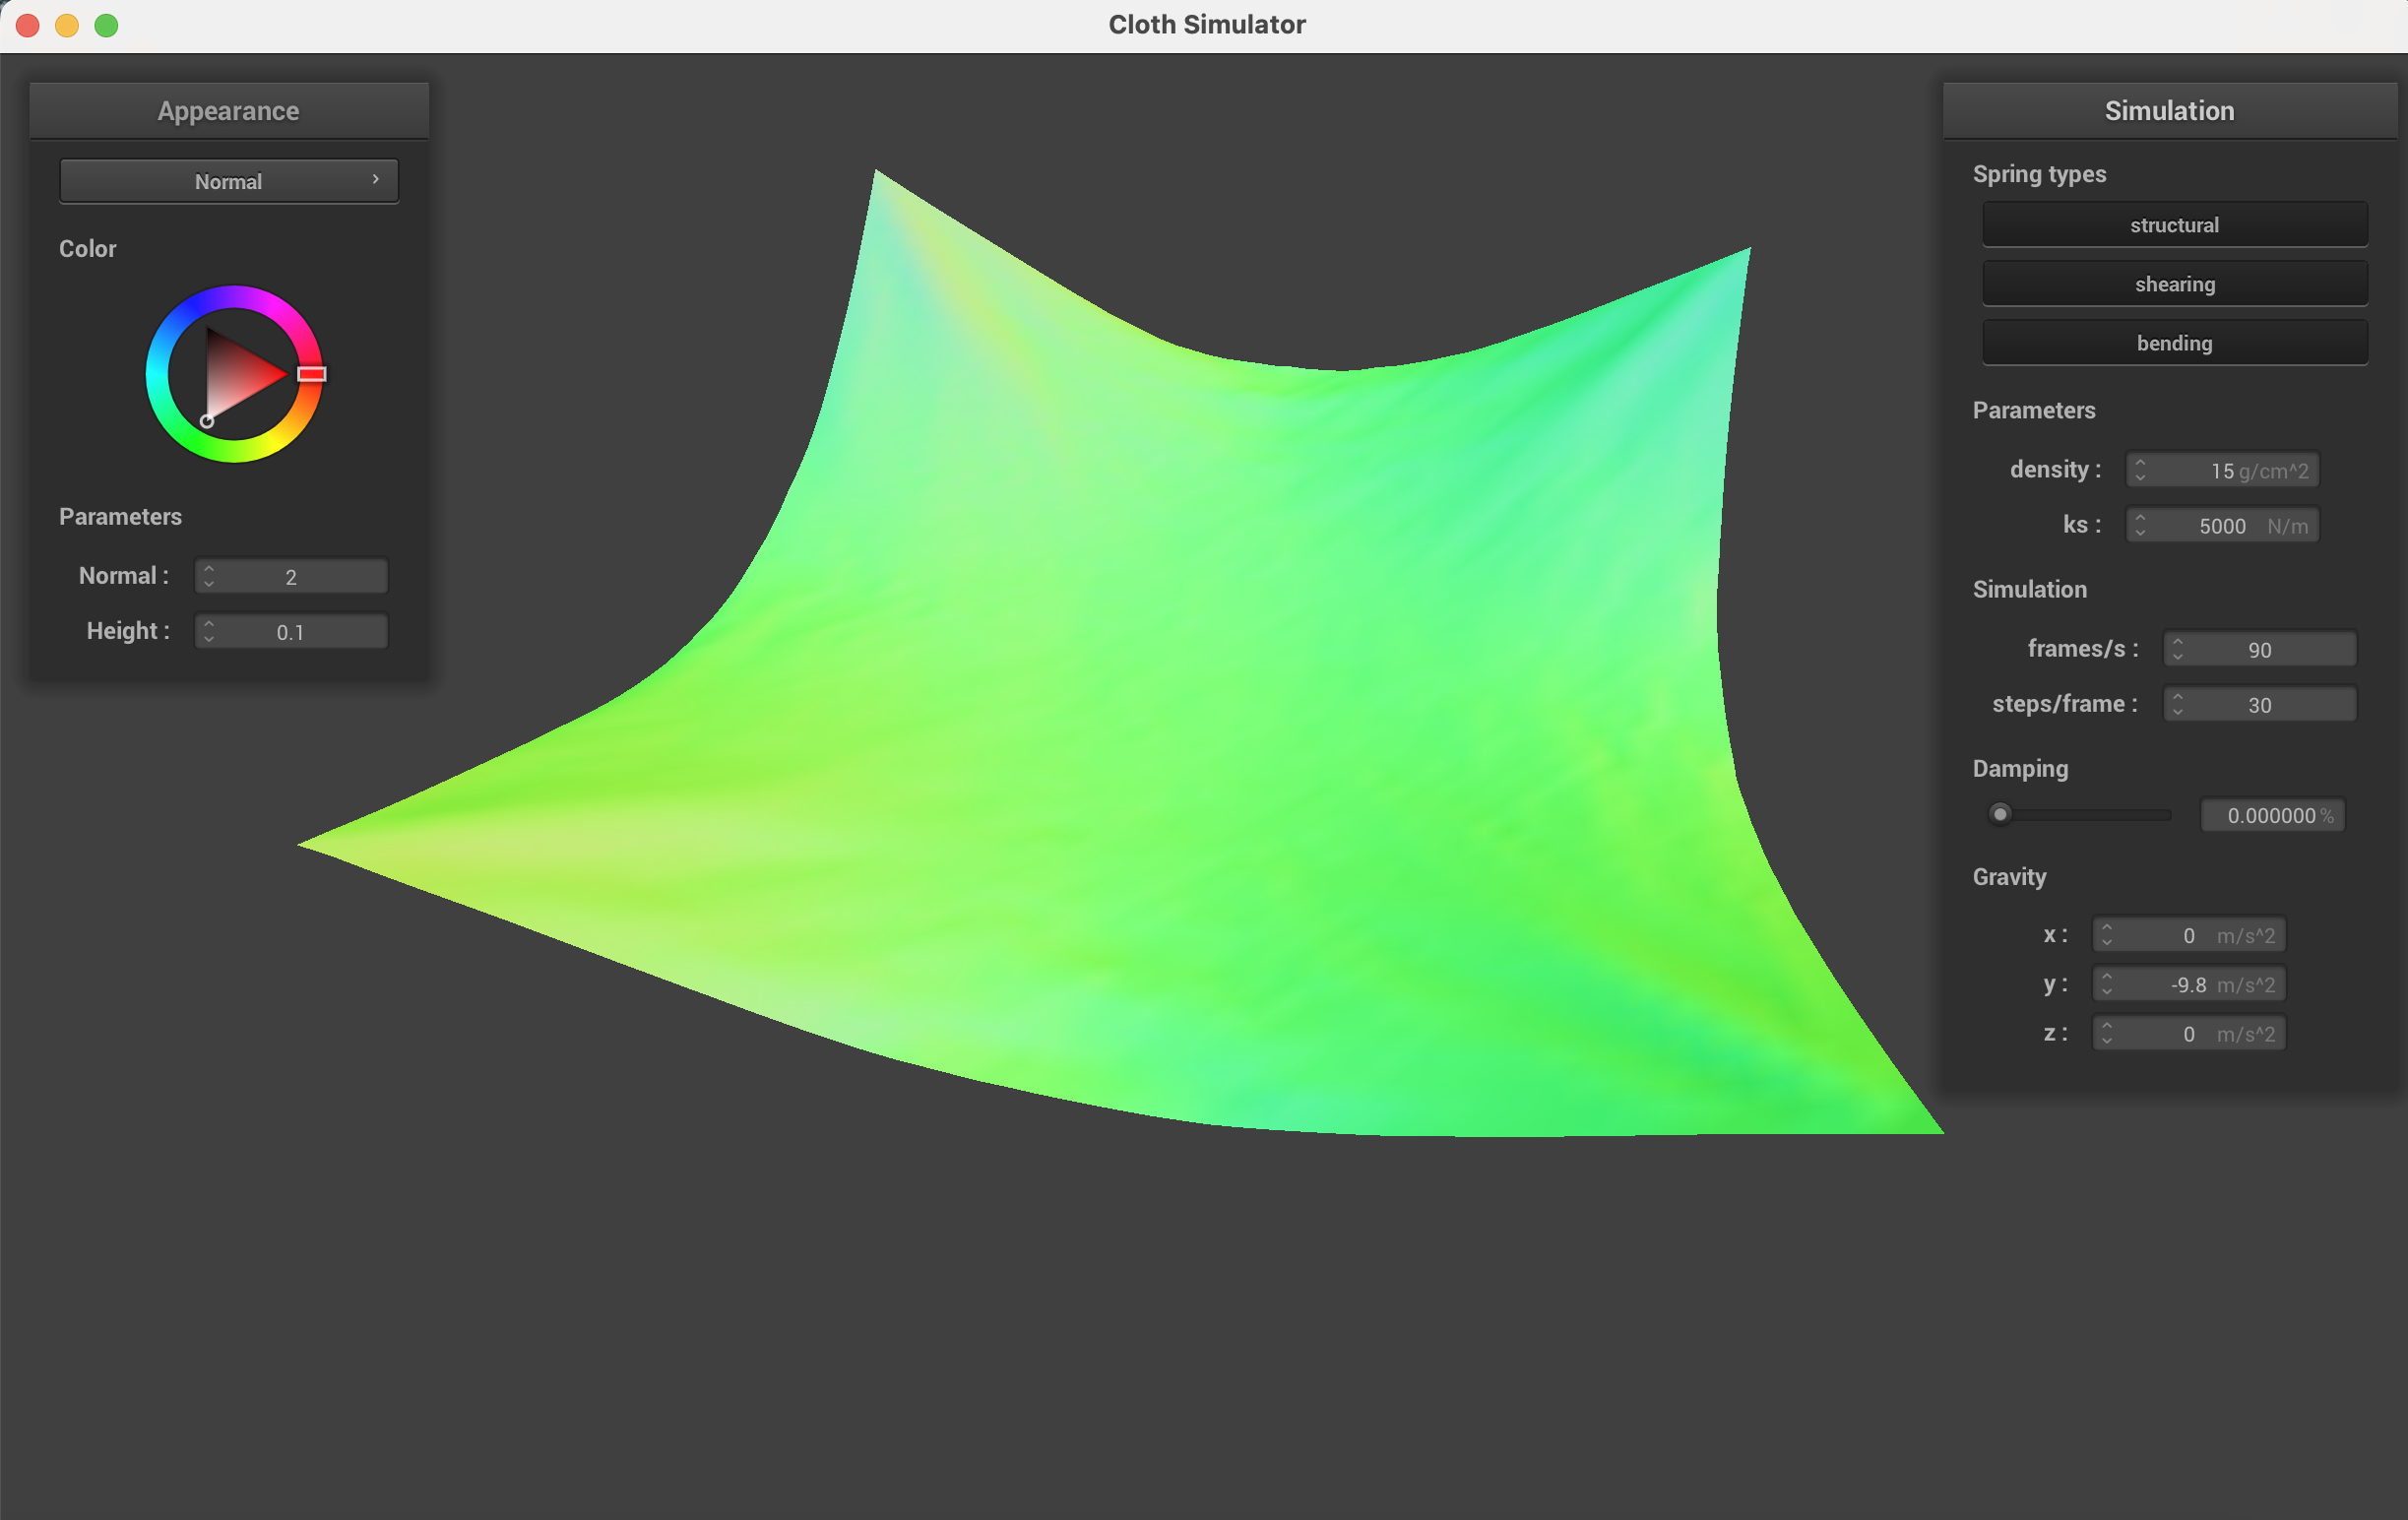 Cloth Simulator
Appearance
Normal
Color
Parameters
Normal : 2
Height : 0.1
Simulation
Spring types
structural
shearing
bending
Parameters
density : 15 g/cm^2
ks : 5000 N/m
Simulation
frames/s : 90
steps/frame : 30
Damping
0.000000 %
Gravity
x : 0 m/s^2
y : -9.8 m/s^2
z : 0 m/s^2